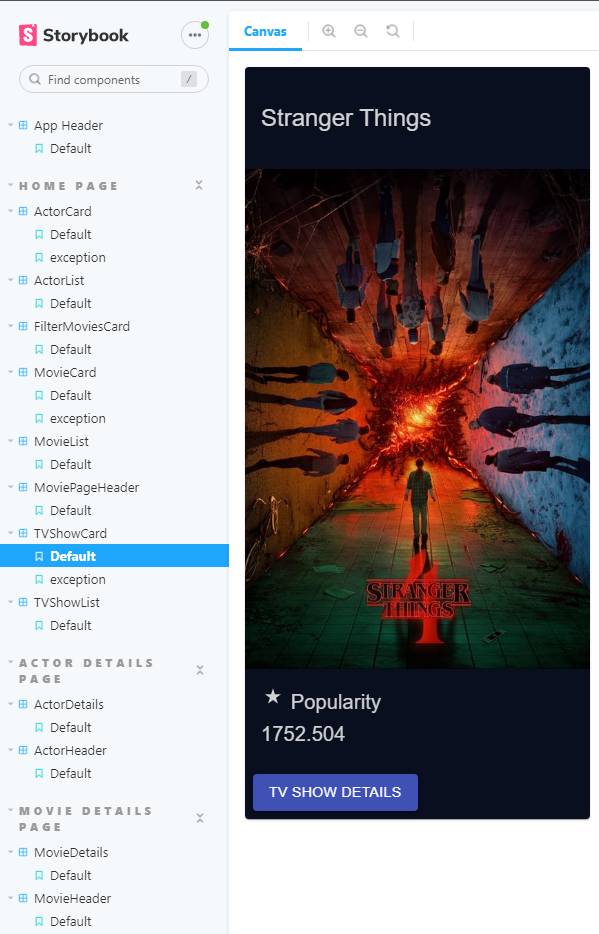 Storybook
Find components
/
App Header
Default
HOME PAGE
ActorCard
Default
exception
ActorList
Default
FilterMoviesCard
Default
MovieCard
Default
exception
MovieList
Default
MoviePageHeader
Default
TVShowCard
Default
exception
TVShowList
Default
ACTOR DETAILS
PAGE
ActorDetails
Default
ActorHeader
Default
MOVIE DETAILS
PAGE
MovieDetails
Default
MovieHeader
Default
Canvas
Stranger Things
STRANGER
THINGS
4
Popularity
1752.504
TV SHOW DETAILS